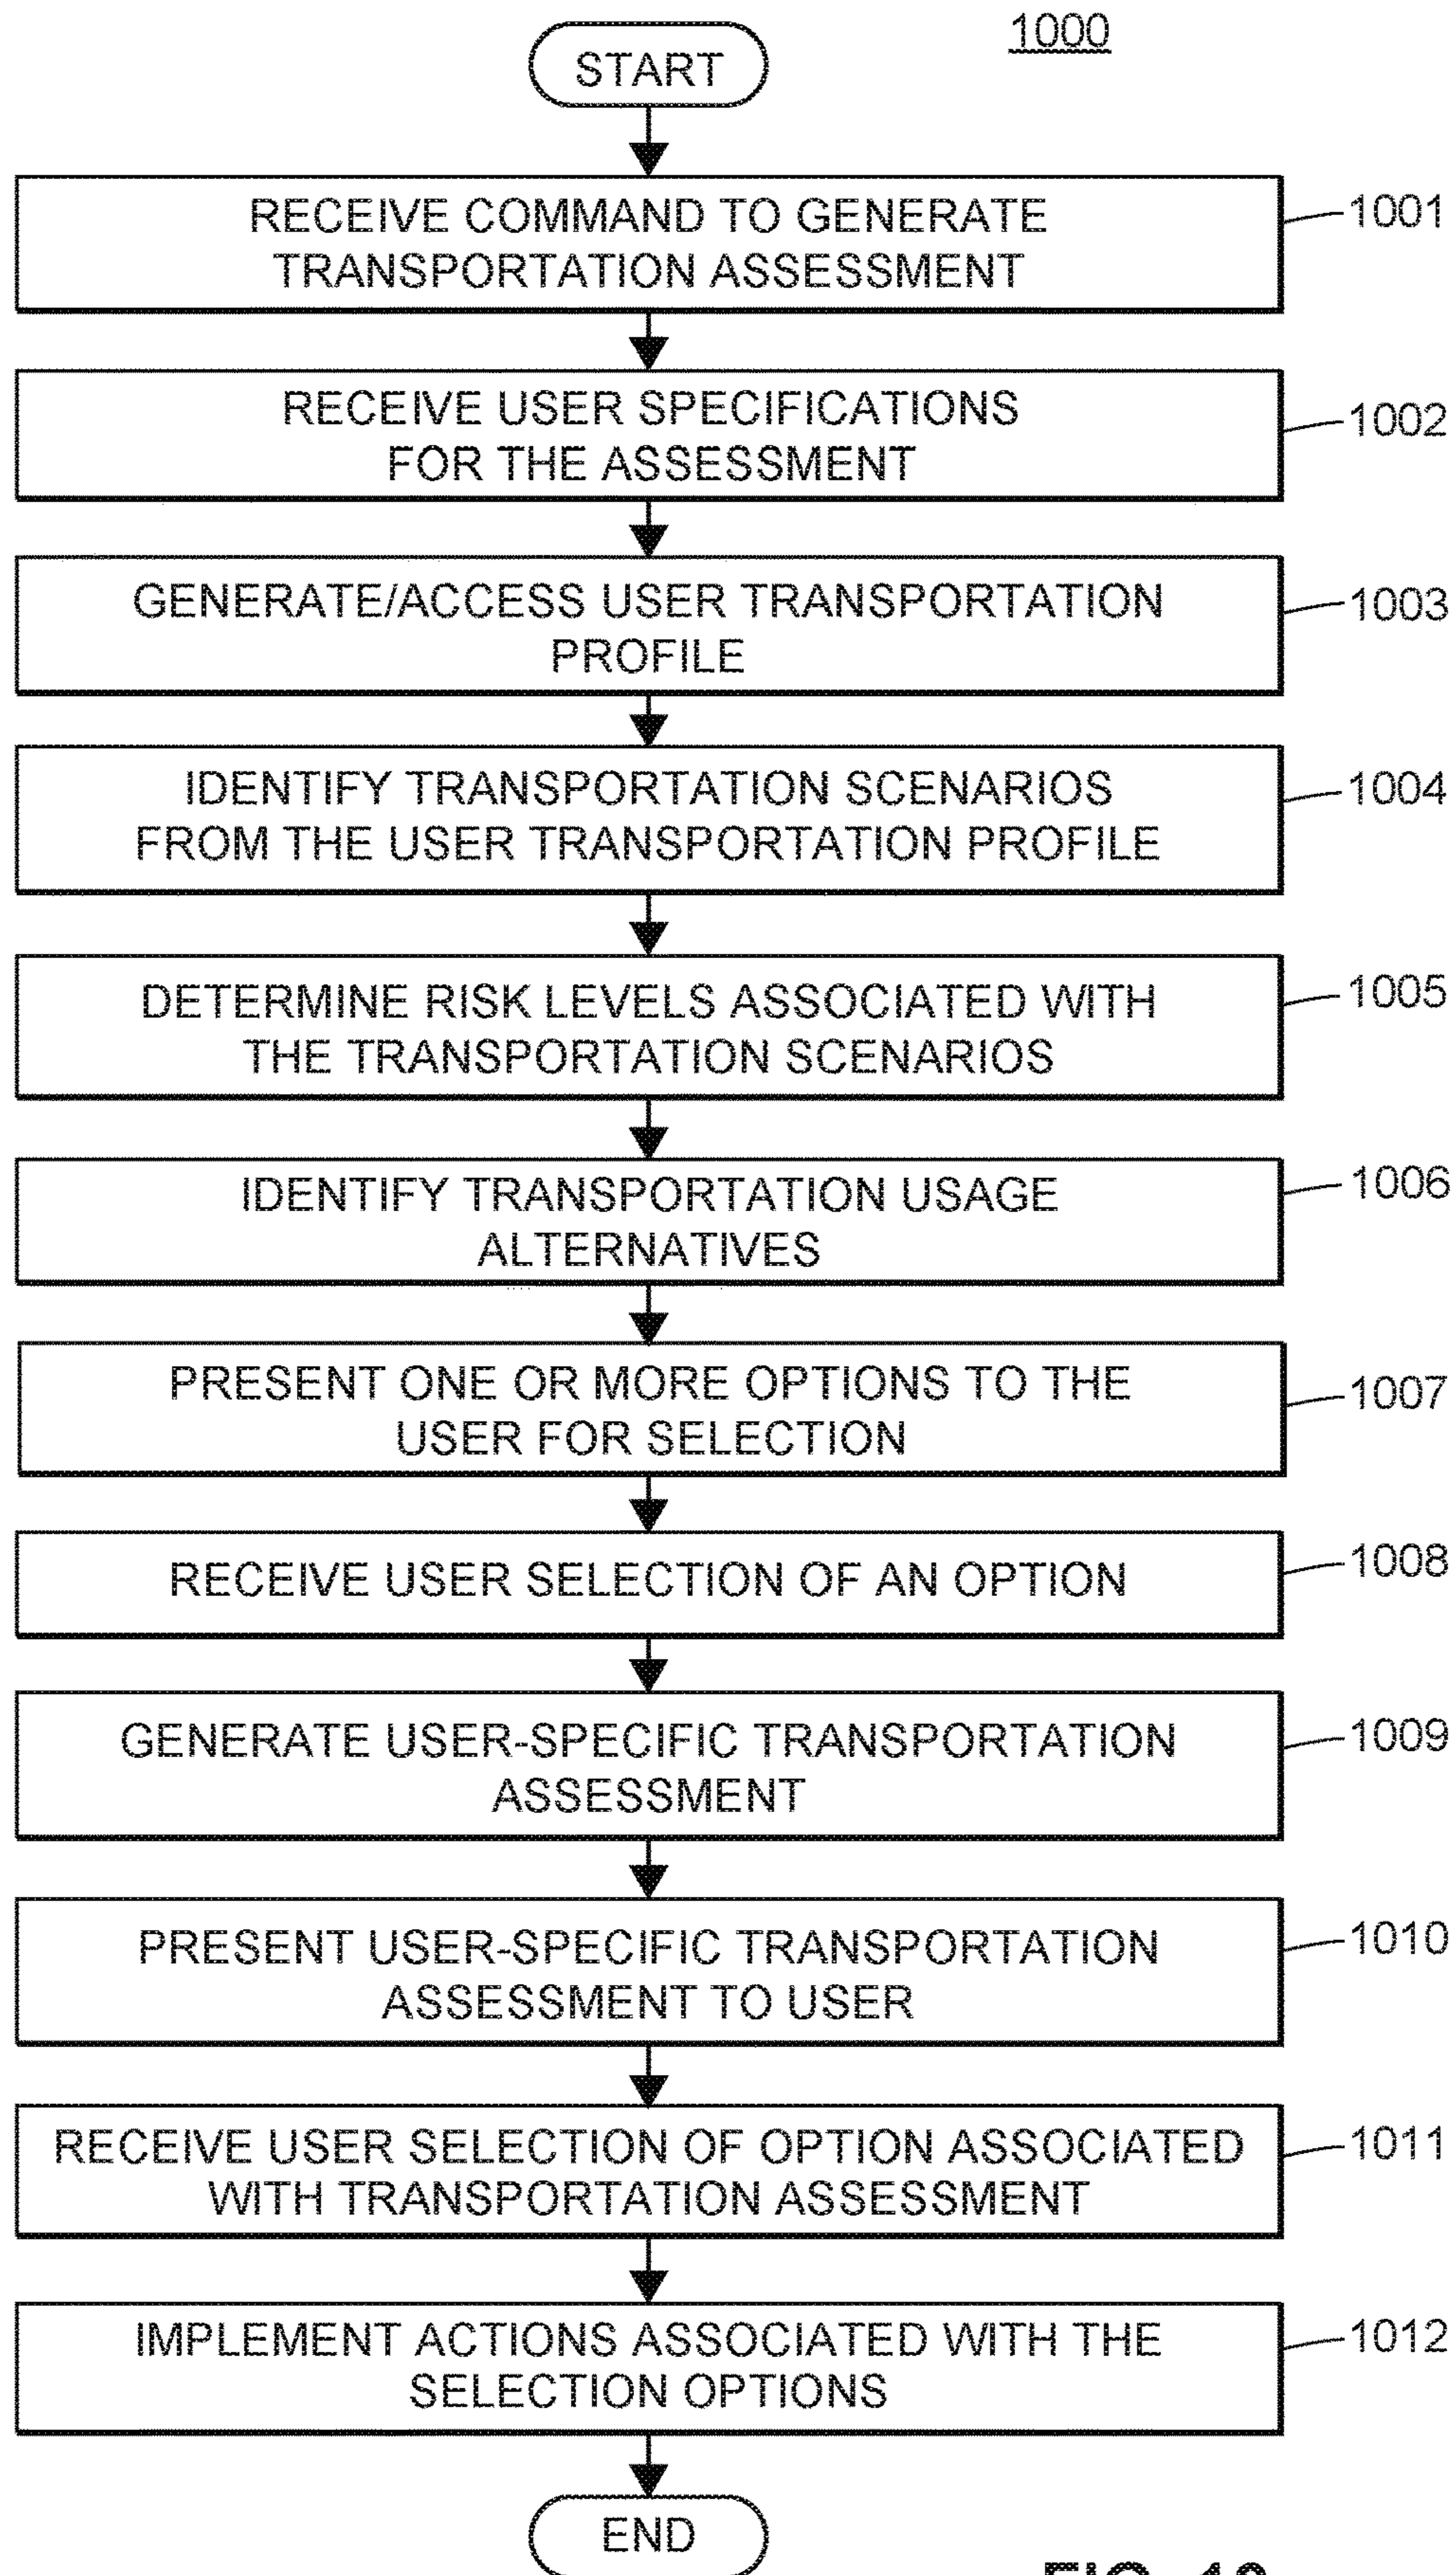 1000
START
RECEIVE COMMAND TO GENERATE
TRANSPORTATION ASSESSMENT
1001
RECEIVE USER SPECIFICATIONS
FOR THE ASSESSMENT
1002
GENERATE/ACCESS USER TRANSPORTATION
PROFILE
1003
IDENTIFY TRANSPORTATION SCENARIOS
FROM THE USER TRANSPORTATION PROFILE
1004
DETERMINE RISK LEVELS ASSOCIATED WITH
THE TRANSPORTATION SCENARIOS
1005
IDENTIFY TRANSPORTATION USAGE
ALTERNATIVES
1006
PRESENT ONE OR MORE OPTIONS TO THE
USER FOR SELECTION
1007
RECEIVE USER SELECTION OF AN OPTION
1008
GENERATE USER-SPECIFIC TRANSPORTATION
ASSESSMENT
1009
PRESENT USER-SPECIFIC TRANSPORTATION
ASSESSMENT TO USER
1010
RECEIVE USER SELECTION OF OPTION ASSOCIATED
WITH TRANSPORTATION ASSESSMENT
1011
IMPLEMENT ACTIONS ASSOCIATED WITH THE
SELECTION OPTIONS
1012
END
FIG.